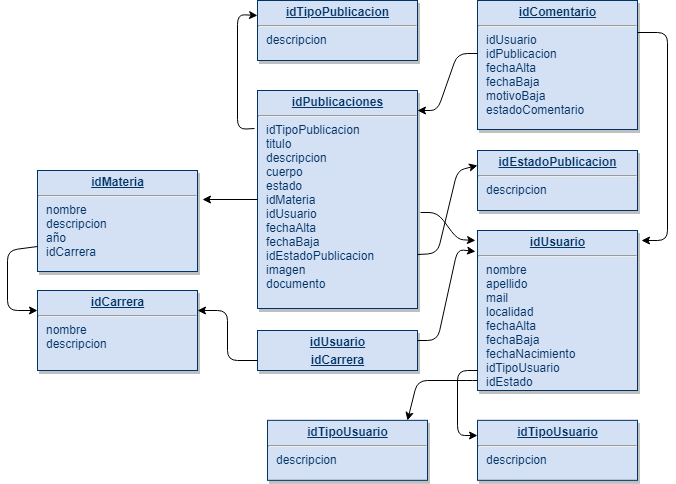 idTipoPublicacion
descripcion
idComentario
idUsuario
idPublicacion
fechaAlta
fechaBaja
motivoBaja
estadoComentario
idPublicaciones
idTipoPublicacion
titulo
descripcion
cuerpo
estado
idMateria
idUsuario
fechaAlta
fechaBaja
idEstadoPublicacion
imagen
documento
idEstadoPublicacion
descripcion
idMateria
nombre
descripcion
año
idCarrera
idUsuario
nombre
apellido
mail
localidad
fechaAlta
fechaBaja
fechaNacimiento
idTipoUsuario
idEstado
idCarrera
nombre
descripcion
idUsuario
idCarrera
idTipoUsuario
descripcion
idTipoUsuario
descripcion